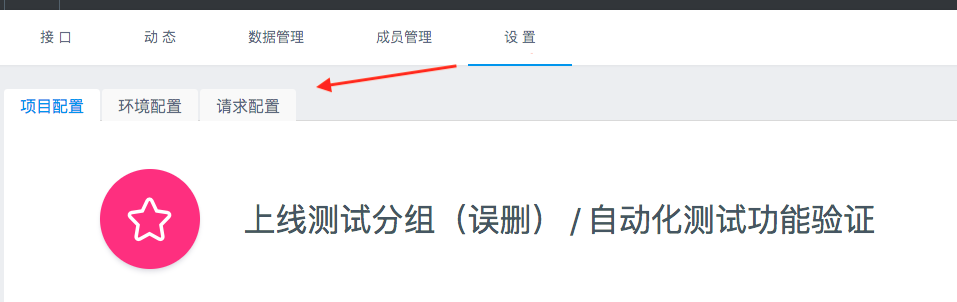 接 口 动 态 数据管理 成员管理 设 置
项目配置 环境配置 请求配置
上线测试分组（误删） / 自动化测试功能验证